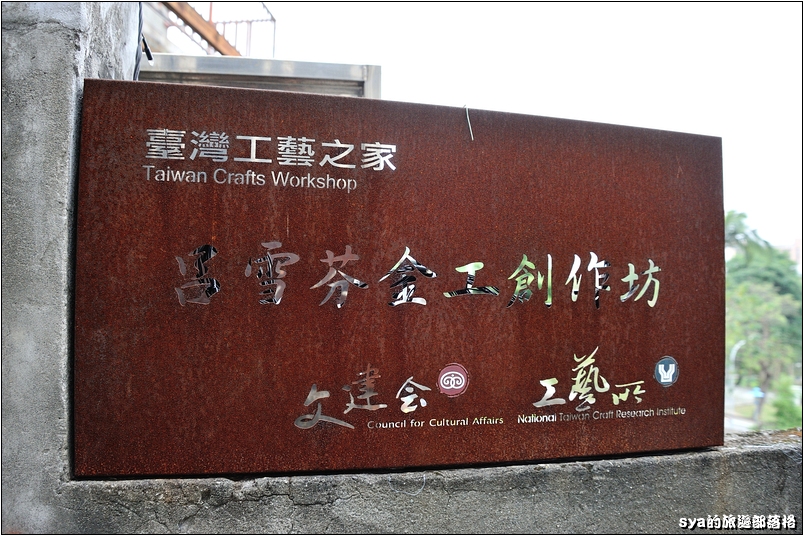 臺灣工藝之家
Taiwan Crafts Workshop
呂雪芬金工創作坊
文建会
Council for Cultural Affairs
工藝所
National Taiwan Craft Research Institute
sya的旅遊部落格